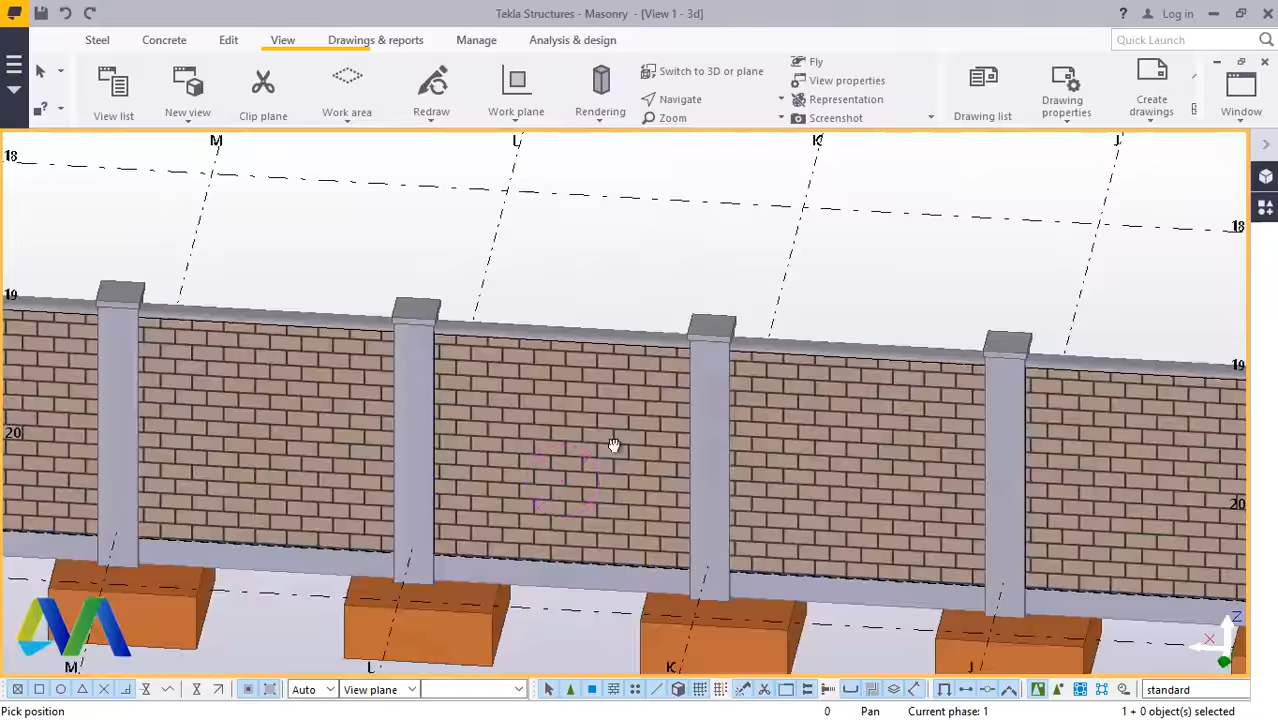 Tekla Structures - Masonry - [View 1 - 3d]
? Log in
Steel Concrete Edit View Drawings & reports Manage Analysis & design Quick Launch
View list
New view
Clip plane
Work area
Redraw
Work plane
Rendering
Switch to 3D or plane
Navigate
Zoom
Fly
View properties
Representation
Screenshot
Drawing list
Drawing properties
Create drawings
Window
M L K J
18
18
19
19
20
20
M L K J
Z
X
Auto View plane standard
Pick position 0 Pan Current phase: 1 1 + 0 object(s) selected